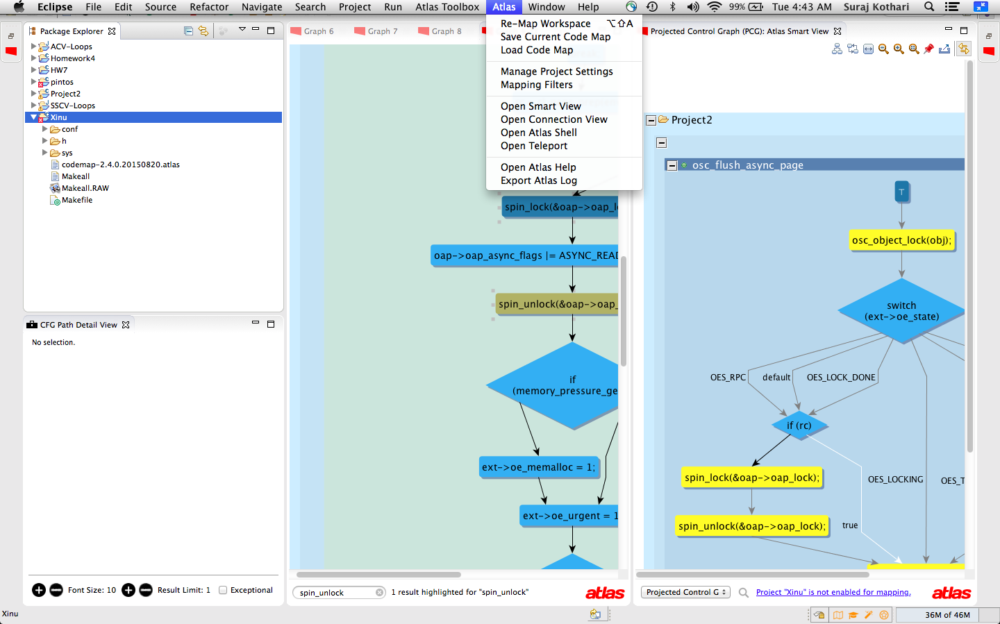 Eclipse File Edit Source Refactor Navigate Search Project Run Atlas Toolbox Atlas Window Help 99% Tue 4:43 AM Suraj Kothari
Package Explorer
ACV-Loops
Homework4
HW7
pintos
Project2
SSCV-Loops
Xinu
conf
h
sys
codemap-2.4.0.20150820.atlas
Makeall
Makeall.RAW
Makefile
CFG Path Detail View
No selection.
Font Size: 10 Result Limit: 1 Exceptional
Xinu
Graph 6 Graph 7 Graph 8
Re-Map Workspace ⌥⇧A
Save Current Code Map
Load Code Map
Manage Project Settings
Mapping Filters
Open Smart View
Open Connection View
Open Atlas Shell
Open Teleport
Open Atlas Help
Export Atlas Log
spin_lock(&oap->oap_l
oap->oap_async_flags |= ASYNC_READ
spin_unlock(&oap->oap_
if
(memory_pressure_ge
ext->oe_memalloc = 1;
ext->oe_urgent = 1
spin_unlock 1 result highlighted for "spin_unlock" atlas
Projected Control Graph (PCG): Atlas Smart View
Project2
osc_flush_async_page
T
osc_object_lock(obj);
switch
(ext->oe_state)
OES_RPC default OES_LOCK_DONE
if (rc)
spin_lock(&oap->oap_lock);
OES_LOCKING OES_T
spin_unlock(&oap->oap_lock);
true
Projected Control G Project "Xinu" is not enabled for mapping. atlas
36M of 46M